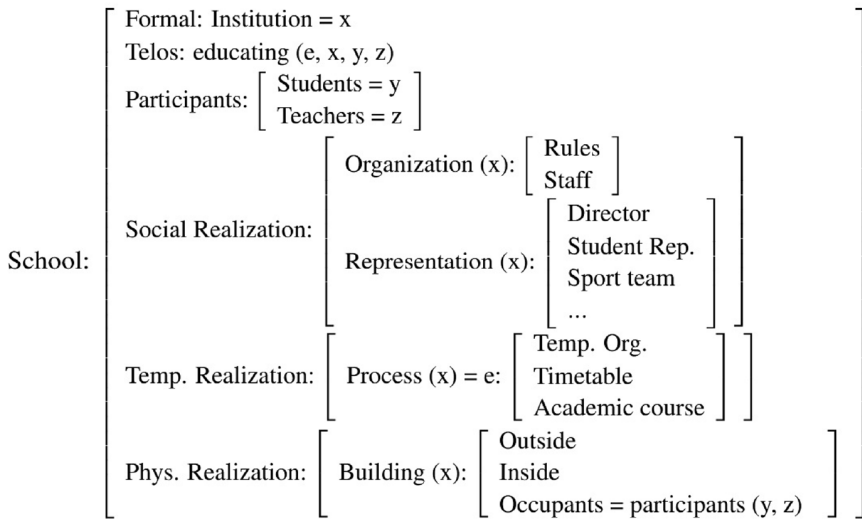 Formal: Institution = x
Telos: educating (e, x, y, z)
Participants: Students = y
Teachers = z
Organization (x): Rules
Staff
Social Realization:
Director
Student Rep.
Representation (x): Sport team
...
School:
Temp. Org.
Temp. Realization: Process (x) = e: Timetable
Academic course
Outside
Phys. Realization: Building (x): Inside
Occupants = participants (y, z)